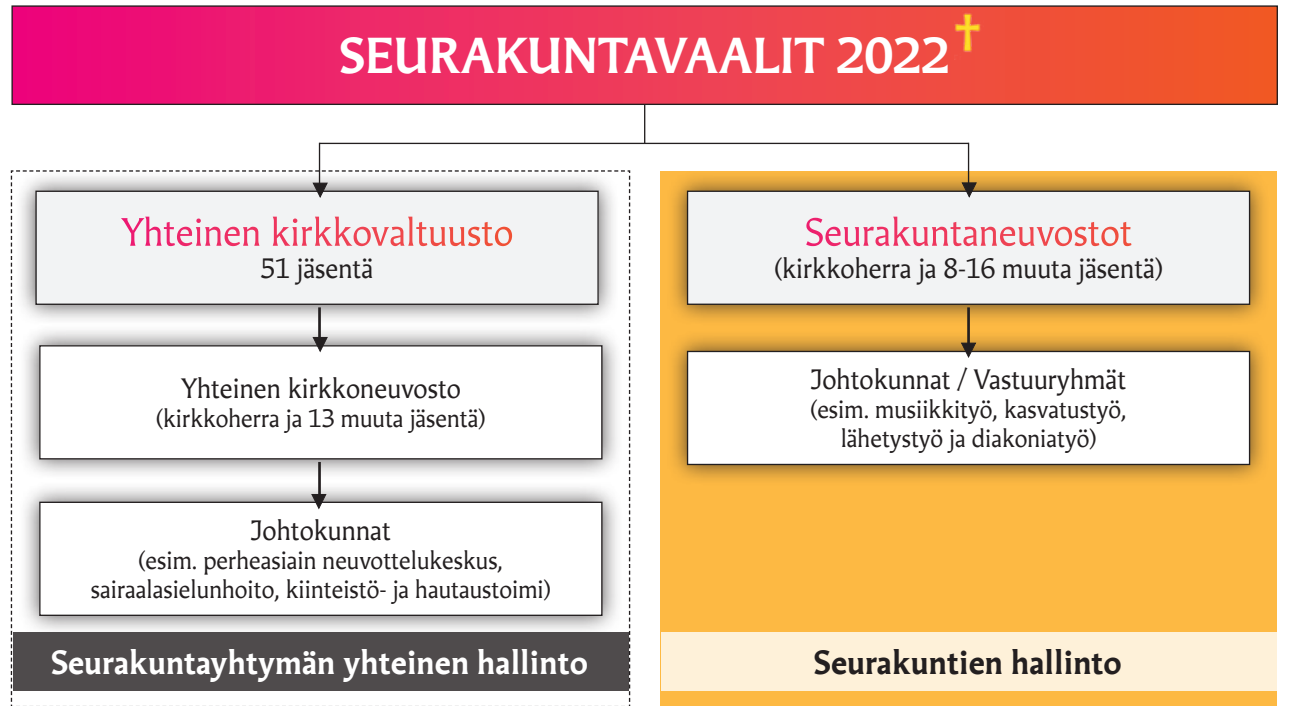 SEURAKUNTAVAALIT 2022
Yhteinen kirkkovaltuusto
51 jäsentä
Yhteinen kirkkoneuvosto
(kirkkoherra ja 13 muuta jäsentä)
Johtokunnat
(esim. perheasiain neuvottelukeskus,
sairaalasielunhoito, kiinteistö- ja hautaustoimi)
Seurakuntayhtymän yhteinen hallinto
Seurakuntaneuvostot
(kirkkoherra ja 8-16 muuta jäsentä)
Johtokunnat / Vastuuryhmät
(esim. musiikkityö, kasvatustyö,
lähetystyö ja diakoniatyö)
Seurakuntien hallinto